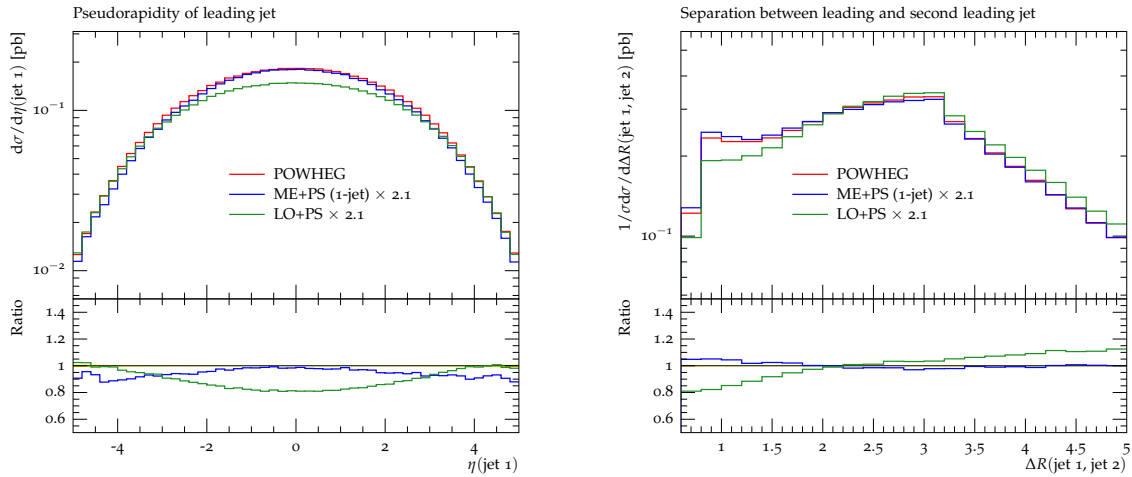 Pseudorapidity of leading jet
dσ/dη(jet 1) [pb]
10⁻¹
10⁻²
POWHEG
ME+PS (1-jet) × 2.1
LO+PS × 2.1
Ratio
1.4
1.2
1
0.8
0.6
-4 -2 0 2 4
η(jet 1)
Separation between leading and second leading jet
1/σdσ/dΔR(jet 1, jet 2) [pb]
10⁻¹
POWHEG
ME+PS (1-jet) × 2.1
LO+PS × 2.1
Ratio
1.4
1.2
1
0.8
0.6
1 1.5 2 2.5 3 3.5 4 4.5 5
ΔR(jet 1, jet 2)